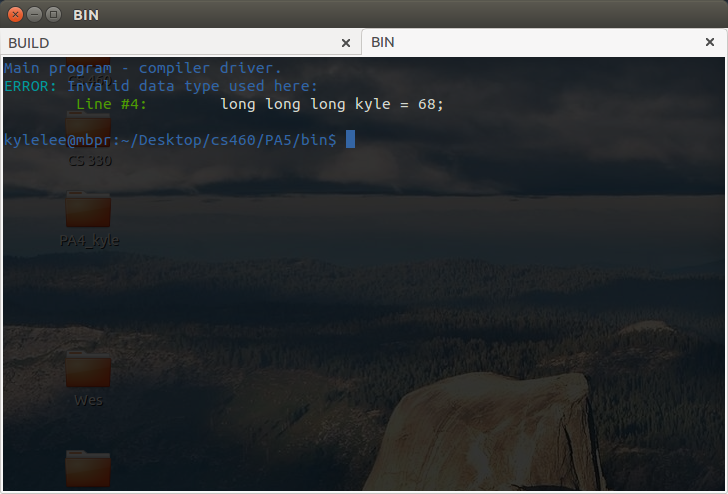 BIN
BUILD
BIN
Main program - compiler driver.
ERROR: Invalid data type used here:
Line #4: long long long kyle = 68;
kylelee@mbpr:~/Desktop/cs460/PA5/bin$
CS 330
PA4_kyle
Wes